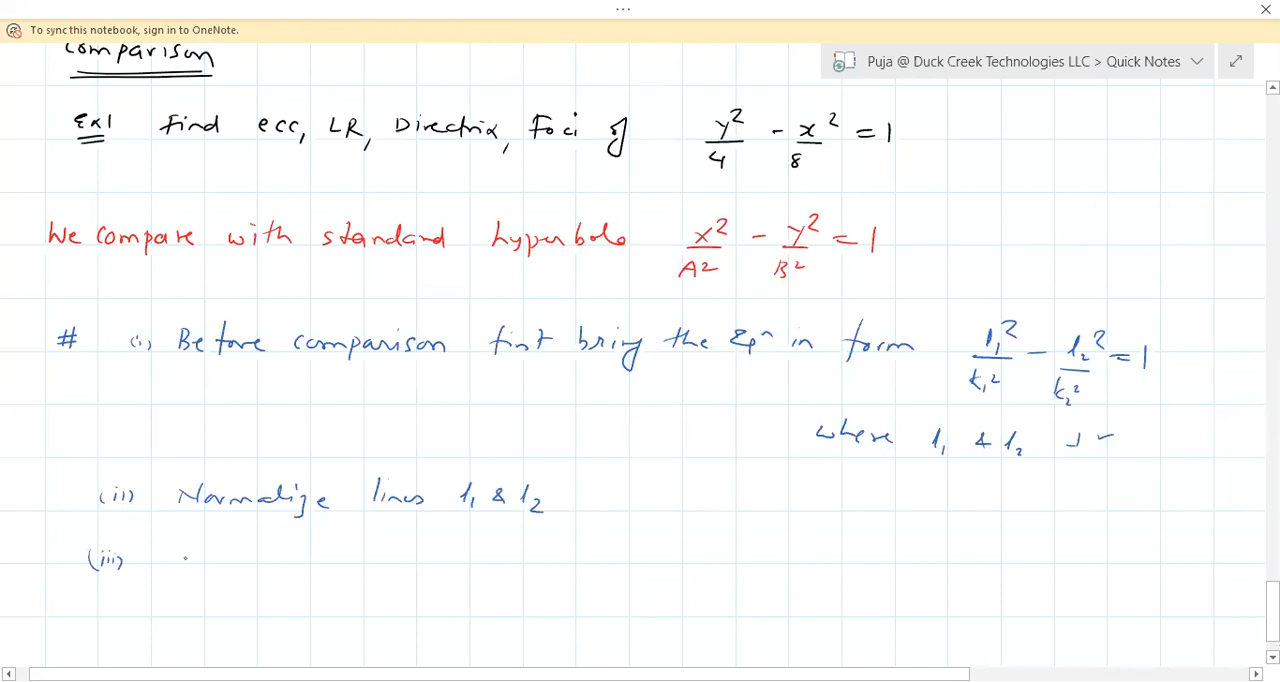 To sync this notebook, sign in to OneNote.
Comparison
Puja @ Duck Creek Technologies LLC > Quick Notes
Ex1 Find ecc, LR, Directrix, Foci of y²/4 - x²/8 = 1
We compare with standard hyperbola x²/A² - y²/B² = 1
# (i) Before comparison first bring the Eqⁿ in form l₁²/k₁² - l₂²/k₂² = 1
where l₁ & l₂
(ii) Normalize lines l₁ & l₂
(iii)